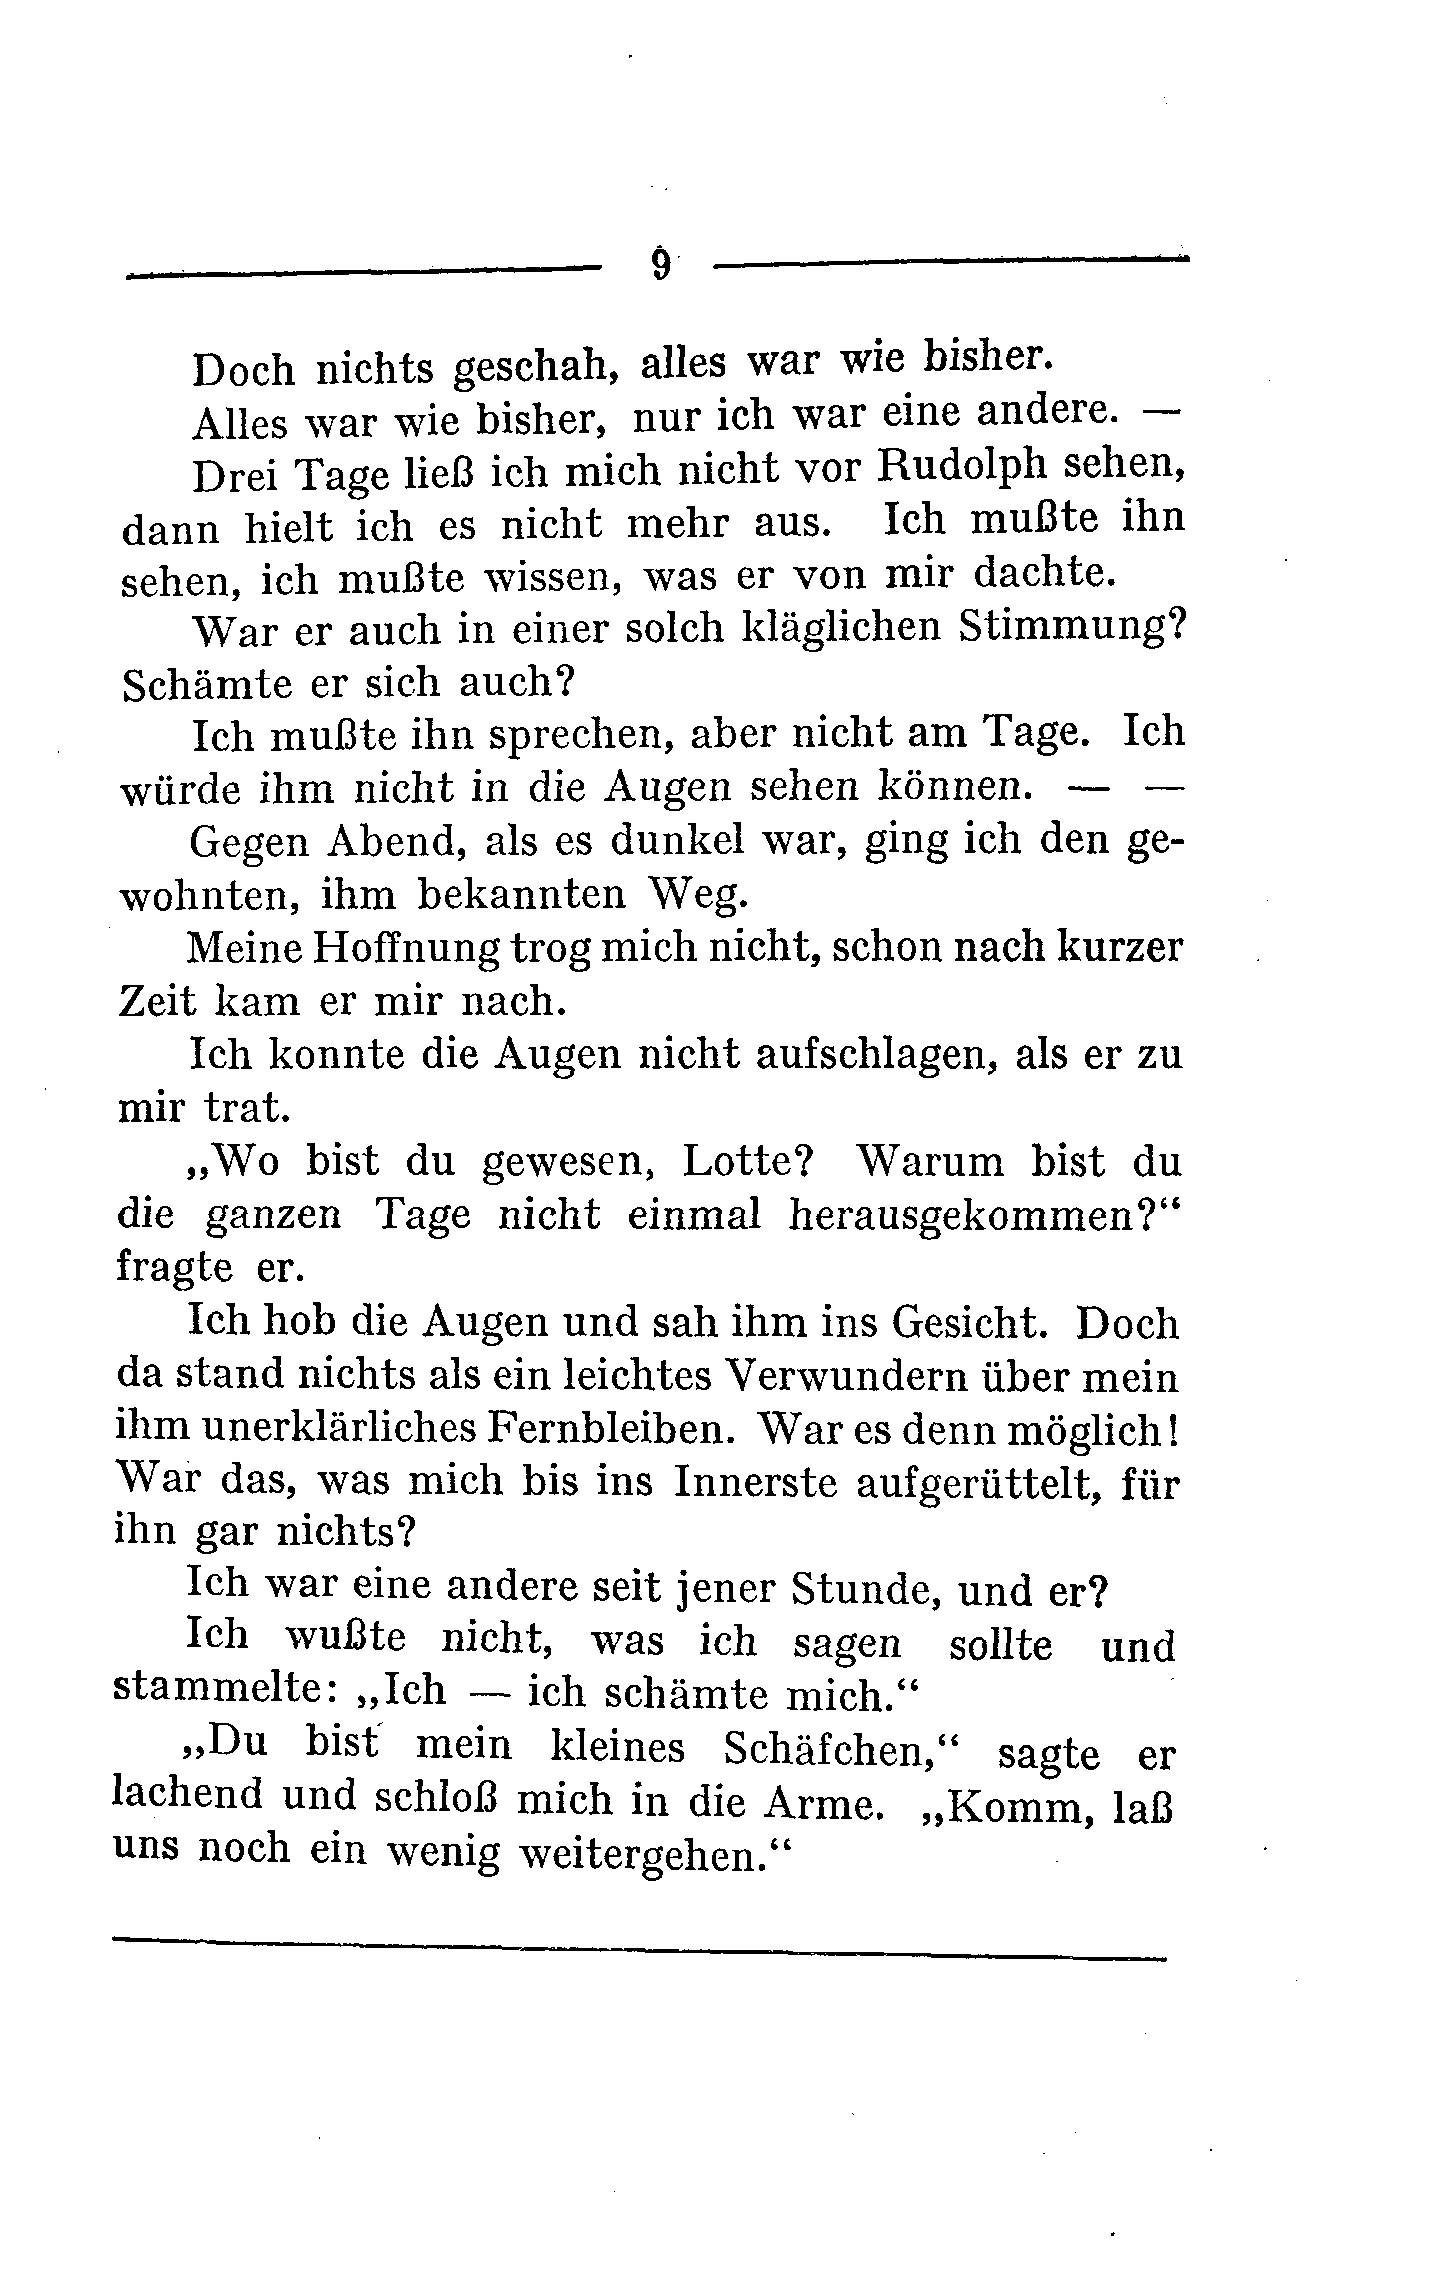 9
Doch nichts geschah, alles war wie bisher.
Alles war wie bisher, nur ich war eine andere. —
Drei Tage ließ ich mich nicht vor Rudolph sehen,
dann hielt ich es nicht mehr aus. Ich mußte ihn
sehen, ich mußte wissen, was er von mir dachte.
War er auch in einer solch kläglichen Stimmung?
Schämte er sich auch?
Ich mußte ihn sprechen, aber nicht am Tage. Ich
würde ihm nicht in die Augen sehen können. — —
Gegen Abend, als es dunkel war, ging ich den ge-
wohnten, ihm bekannten Weg.
Meine Hoffnung trog mich nicht, schon nach kurzer
Zeit kam er mir nach.
Ich konnte die Augen nicht aufschlagen, als er zu
mir trat.
„Wo bist du gewesen, Lotte? Warum bist du
die ganzen Tage nicht einmal herausgekommen?“
fragte er.
Ich hob die Augen und sah ihm ins Gesicht. Doch
da stand nichts als ein leichtes Verwundern über mein
ihm unerklärliches Fernbleiben. War es denn möglich!
War das, was mich bis ins Innerste aufgerüttelt, für
ihn gar nichts?
Ich war eine andere seit jener Stunde, und er?
Ich wußte nicht, was ich sagen sollte und
stammelte: „Ich — ich schämte mich.“
„Du bist mein kleines Schäfchen,“ sagte er
lachend und schloß mich in die Arme. „Komm, laß
uns noch ein wenig weitergehen.“